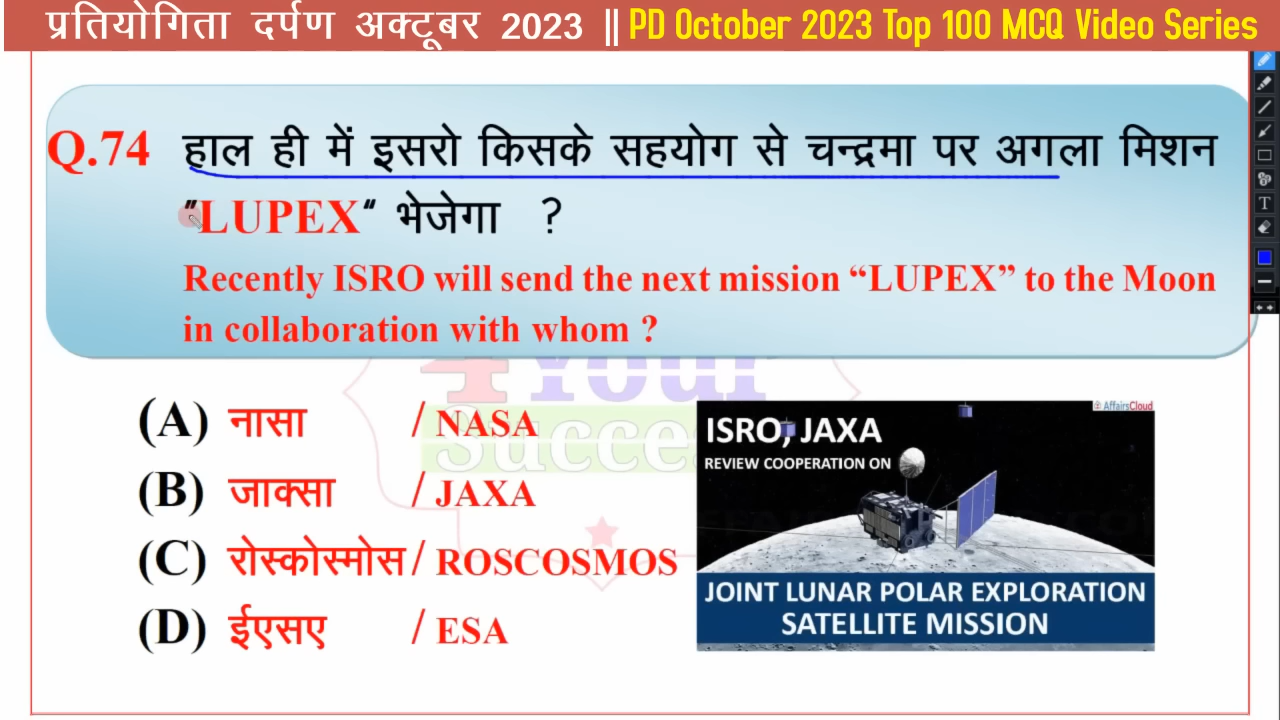 प्रतियोगिता दर्पण अक्टूबर 2023 || PD October 2023 Top 100 MCQ Video Series
Q.74 हाल ही में इसरो किसके सहयोग से चन्द्रमा पर अगला मिशन
"LUPEX“ भेजेगा ?
Recently ISRO will send the next mission “LUPEX” to the Moon
in collaboration with whom ?
Your
Succes
(A) नासा / NASA
(B) जाक्सा / JAXA
(C) रोस्कोस्मोस / ROSCOSMOS
(D) ईएसए / ESA
AffairsCloud
ISRO, JAXA
REVIEW COOPERATION ON
JOINT LUNAR POLAR EXPLORATION
SATELLITE MISSION
T